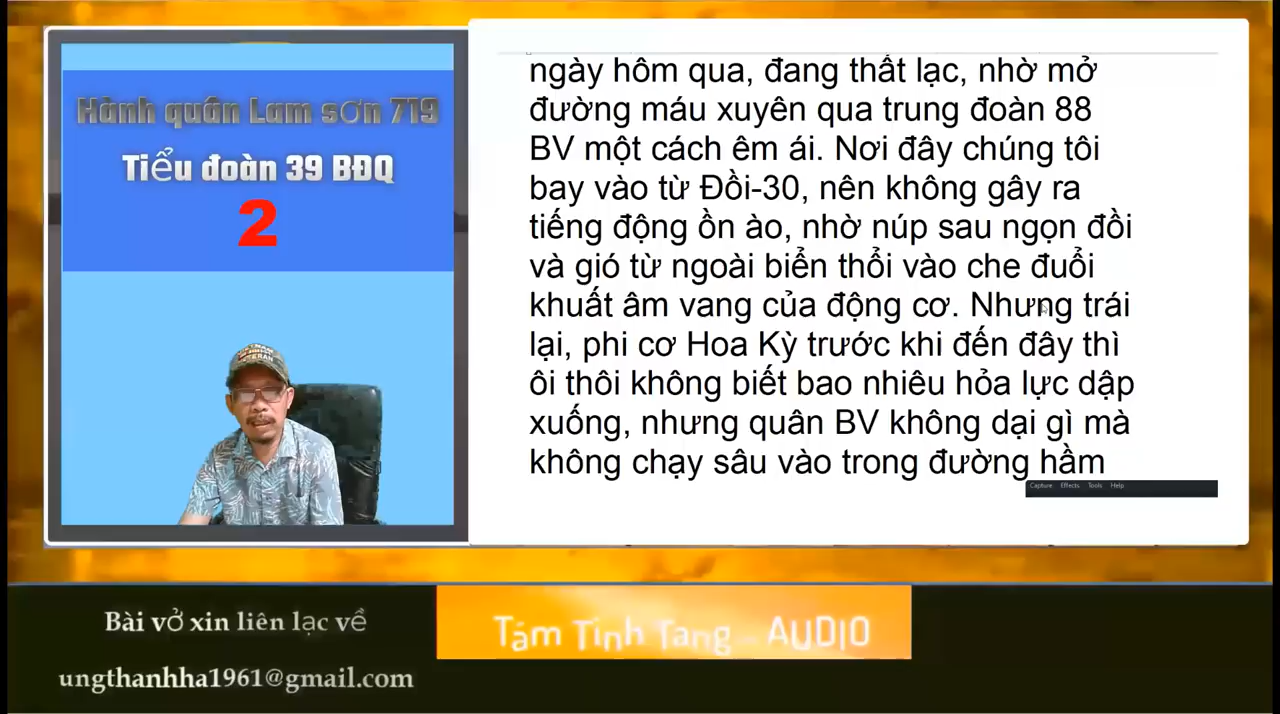 Hành quân Lam sơn 719
Tiểu đoàn 39 BĐQ
2
VETERAN
ngày hôm qua, đang thất lạc, nhờ mở
đường máu xuyên qua trung đoàn 88
BV một cách êm ái. Nơi đây chúng tôi
bay vào từ Đồi-30, nên không gây ra
tiếng động ồn ào, nhờ núp sau ngọn đồi
và gió từ ngoài biển thổi vào che đuổi
khuất âm vang của động cơ. Nhưng trái
lại, phi cơ Hoa Kỳ trước khi đến đây thì
ôi thôi không biết bao nhiêu hỏa lực dập
xuống, nhưng quân BV không dại gì mà
không chạy sâu vào trong đường hầm
Capture Effects Tools Help
Bài vở xin liên lạc về
ungthanhha1961@gmail.com
Tám Tình Tang - AUDIO